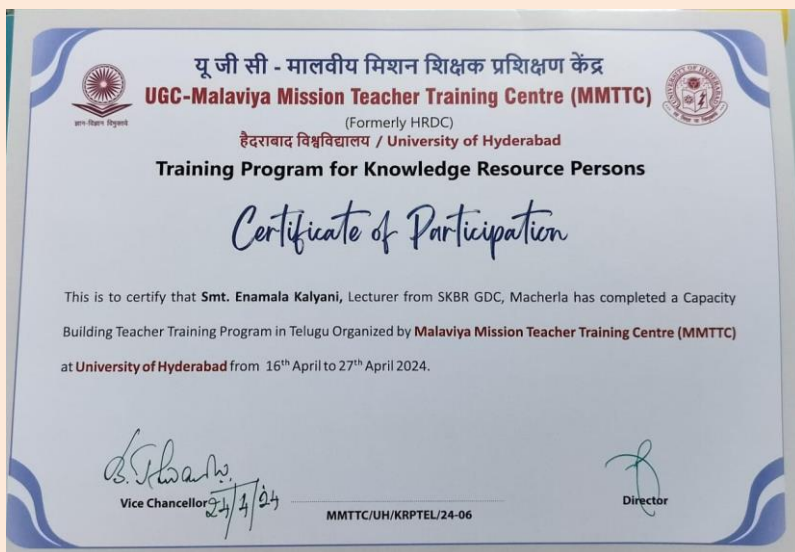 यू जी सी - मालवीय मिशन शिक्षक प्रशिक्षण केंद्र
UGC-Malaviya Mission Teacher Training Centre (MMTTC)
(Formerly HRDC)
हैदराबाद विश्वविद्यालय / University of Hyderabad
Training Program for Knowledge Resource Persons
ज्ञान-विज्ञान विमुक्तये
UNIVERSITY OF HYDERABAD
Certificate of Participation
This is to certify that Smt. Enamala Kalyani, Lecturer from SKBR GDC, Macherla has completed a Capacity
Building Teacher Training Program in Telugu Organized by Malaviya Mission Teacher Training Centre (MMTTC)
at University of Hyderabad from 16th April to 27th April 2024.
Vice Chancellor
24/4/24
MMTTC/UH/KRPTEL/24-06
Director